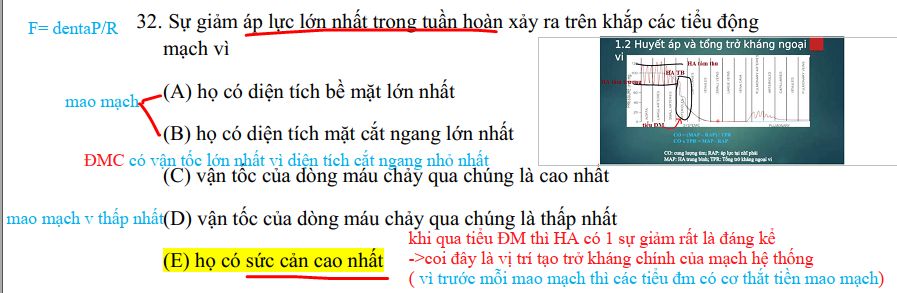 F= dentaP/R
32. Sự giảm áp lực lớn nhất trong tuần hoàn xảy ra trên khắp các tiểu động
mạch vì
1.2 Huyết áp và tổng trở kháng ngoại
vi
HA tâm thu
HA TB
tiểu ĐM
CO = (MAP - RAP) / TPR
CO x TPR = MAP - RAP
CO: cung lượng tim; RAP: áp lực tại nhĩ phải
MAP: HA trung bình; TPR: Tổng trở kháng ngoại vi
mao mạch
(A) họ có diện tích bề mặt lớn nhất
(B) họ có diện tích mặt cắt ngang lớn nhất
ĐMC có vận tốc lớn nhất vì diện tích cắt ngang nhỏ nhất
(C) vận tốc của dòng máu chảy qua chúng là cao nhất
mao mạch v thấp nhất
(D) vận tốc của dòng máu chảy qua chúng là thấp nhất
(E) họ có sức cản cao nhất
khi qua tiểu ĐM thì HA có 1 sự giảm rất là đáng kể
->coi đây là vị trí tạo trở kháng chính của mạch hệ thống
( vì trước mỗi mao mạch thì các tiểu đm có cơ thắt tiền mao mạch)